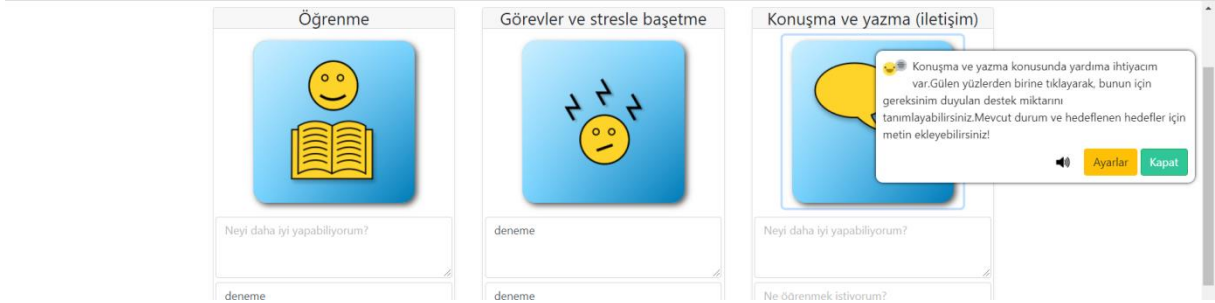 Öğrenme
Görevler ve stresle başetme
Konuşma ve yazma (iletişim)
Konuşma ve yazma konusunda yardıma ihtiyacım
var.Gülen yüzlerden birine tıklayarak, bunun için
gereksinim duyulan destek miktarını
tanımlayabilirsiniz.Mevcut durum ve hedeflenen hedefler için
metin ekleyebilirsiniz!
Ayarlar
Kapat
Neyi daha iyi yapabiliyorum?
deneme
Neyi daha iyi yapabiliyorum?
deneme
deneme
Ne öğrenmek istiyorum?